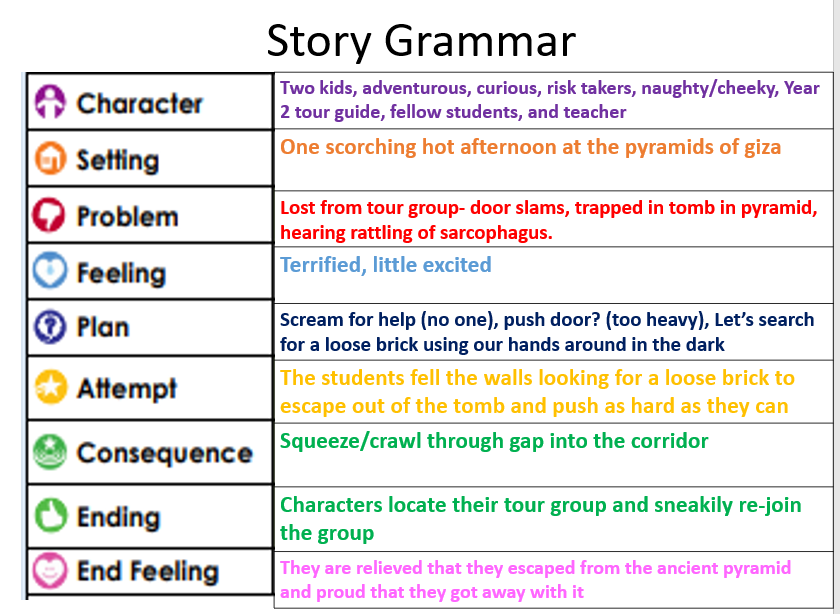 Story Grammar
Character
Two kids, adventurous, curious, risk takers, naughty/cheeky, Year
2 tour guide, fellow students, and teacher
Setting
One scorching hot afternoon at the pyramids of giza
Problem
Lost from tour group- door slams, trapped in tomb in pyramid,
hearing rattling of sarcophagus.
Feeling
Terrified, little excited
Plan
Scream for help (no one), push door? (too heavy), Let’s search
for a loose brick using our hands around in the dark
Attempt
The students fell the walls looking for a loose brick to
escape out of the tomb and push as hard as they can
Consequence
Squeeze/crawl through gap into the corridor
Ending
Characters locate their tour group and sneakily re-join
the group
End Feeling
They are relieved that they escaped from the ancient pyramid
and proud that they got away with it